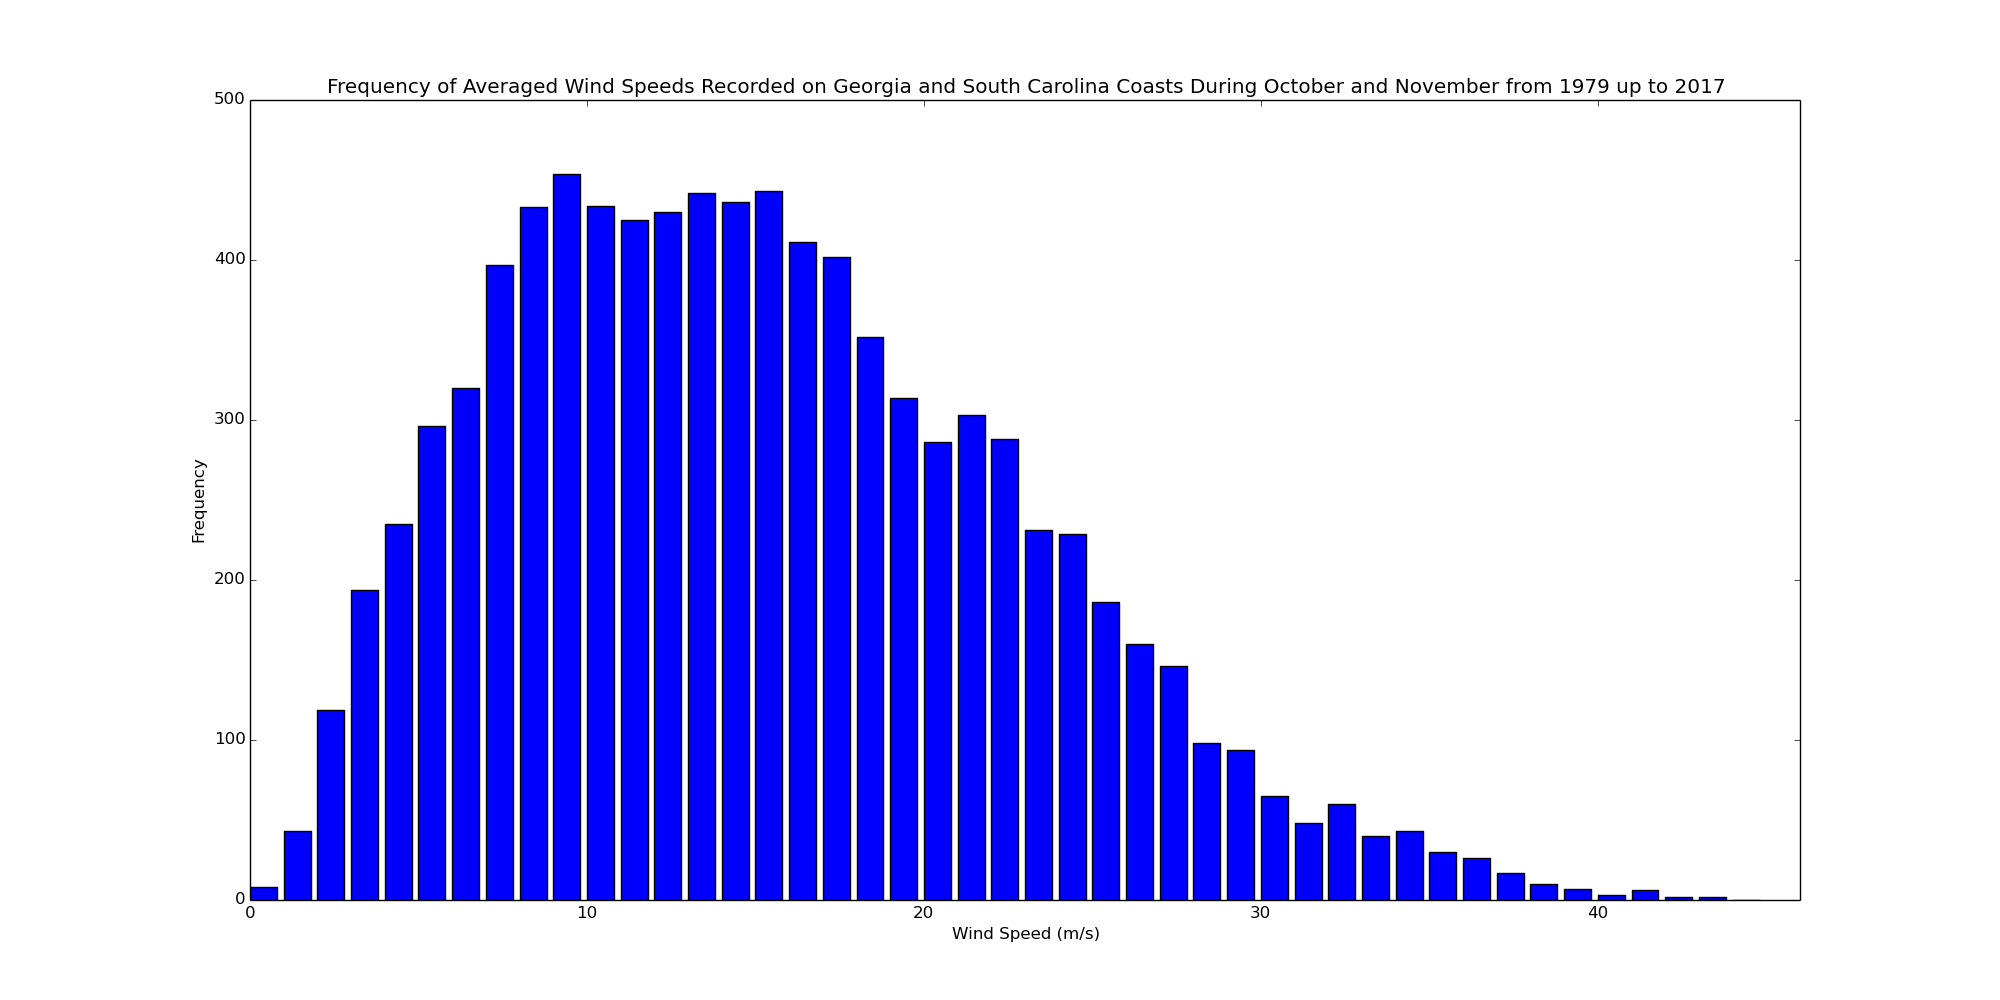 Frequency of Averaged Wind Speeds Recorded on Georgia and South Carolina Coasts During October and November from 1979 up to 2017
500
400
300
200
100
0
Frequency
0 10 20 30 40
Wind Speed (m/s)